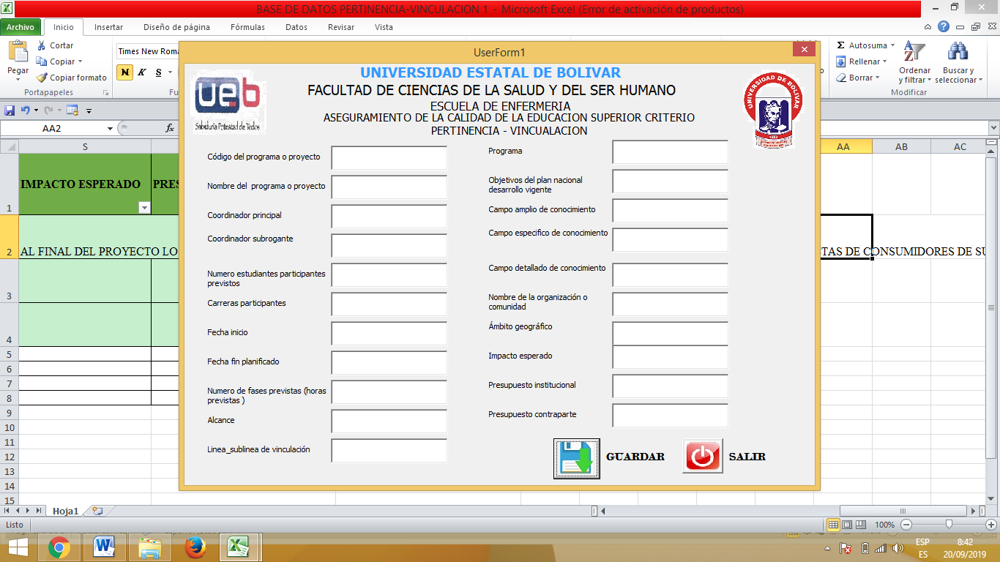 BASE DE DATOS PERTINENCIA-VINCULACION 1 - Microsoft Excel (Error de activación de productos)
Archivo Inicio Insertar Diseño de página Fórmulas Datos Revisar Vista
Pegar
Cortar
Copiar
Copiar formato
Portapapeles
Times New Roma
N K S
Fu
Autosuma
Rellenar
Borrar
Ordenar y filtrar
Buscar y seleccionar
Modificar
AA2
fx
S AA AB AC
1 IMPACTO ESPERADO PRES
2 AL FINAL DEL PROYECTO LO TAS DE CONSUMIDORES DE SU
3
4
5
6
7
8
9
10
11
12
13
14
15
UserForm1
ueb
Sabiduría Potestad de Todos
UNIVERSIDAD ESTATAL DE BOLIVAR
FACULTAD DE CIENCIAS DE LA SALUD Y DEL SER HUMANO
ESCUELA DE ENFERMERIA
ASEGURAMIENTO DE LA CALIDAD DE LA EDUCACION SUPERIOR CRITERIO
PERTINENCIA - VINCUALACION
UNIVERSIDAD DE BOLIVAR
Código del programa o proyecto
Nombre del programa o proyecto
Coordinador principal
Coordinador subrogante
Numero estudiantes participantes
previstos
Carreras participantes
Fecha inicio
Fecha fin planificado
Numero de fases previstas (horas
previstas )
Alcance
Linea_sublinea de vinculación
Programa
Objetivos del plan nacional
desarrollo vigente
Campo amplio de conocimiento
Campo especifico de conocimiento
Campo detallado de conocimiento
Nombre de la organización o
comunidad
Ámbito geográfico
Impacto esperado
Presupuesto institucional
Presupuesto contraparte
GUARDAR
SALIR
Hoja1
Listo
100%
ESP
ES
8:42
20/09/2019